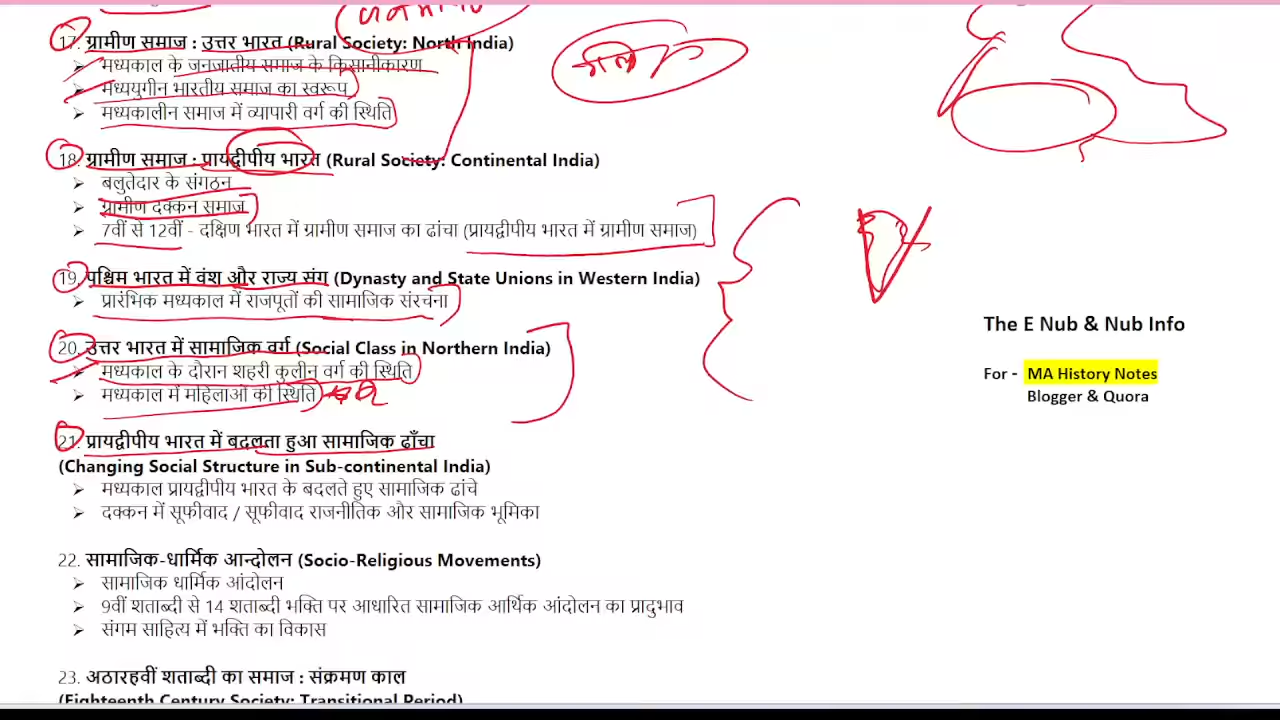 17. ग्रामीण समाज : उत्तर भारत (Rural Society: North India)
➢ मध्यकाल के जनजातीय समाज के किसानीकारण
➢ मध्ययुगीन भारतीय समाज का स्वरूप
➢ मध्यकालीन समाज में व्यापारी वर्ग की स्थिति
18. ग्रामीण समाज : प्रायद्वीपीय भारत (Rural Society: Continental India)
➢ बलुतेदार के संगठन
➢ ग्रामीण दक्कन समाज
➢ 7वीं से 12वीं - दक्षिण भारत में ग्रामीण समाज का ढांचा (प्रायद्वीपीय भारत में ग्रामीण समाज)
19. पश्चिम भारत में वंश और राज्य संग (Dynasty and State Unions in Western India)
➢ प्रारंभिक मध्यकाल में राजपूतों की सामाजिक संरचना
20. उत्तर भारत में सामाजिक वर्ग (Social Class in Northern India)
➢ मध्यकाल के दौरान शहरी कुलीन वर्ग की स्थिति
➢ मध्यकाल में महिलाओं की स्थिति
21. प्रायद्वीपीय भारत में बदलता हुआ सामाजिक ढाँचा
(Changing Social Structure in Sub-continental India)
➢ मध्यकाल प्रायद्वीपीय भारत के बदलते हुए सामाजिक ढांचे
➢ दक्कन में सूफीवाद / सूफीवाद राजनीतिक और सामाजिक भूमिका
22. सामाजिक-धार्मिक आन्दोलन (Socio-Religious Movements)
➢ सामाजिक धार्मिक आंदोलन
➢ 9वीं शताब्दी से 14 शताब्दी भक्ति पर आधारित सामाजिक आर्थिक आंदोलन का प्रादुभाव
➢ संगम साहित्य में भक्ति का विकास
23. अठारहवीं शताब्दी का समाज : संक्रमण काल
(Eighteenth Century Society: Transitional Period)
The E Nub & Nub Info
For - MA History Notes
Blogger & Quora